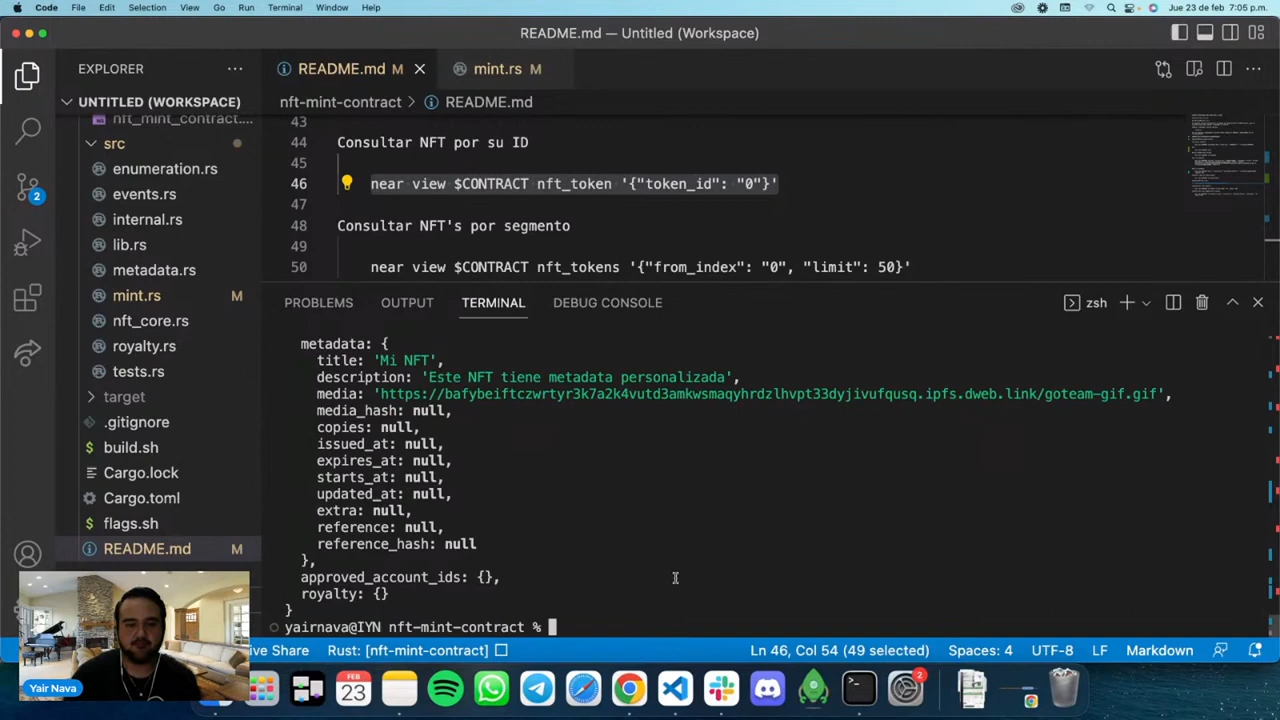 Code File Edit Selection View Go Run Terminal Window Help Jue 23 de feb 7:05 p.m.
README.md — Untitled (Workspace)
EXPLORER ··· README.md M mint.rs M
UNTITLED (WORKSPACE) nft-mint-contract > README.md
nft_mint_contract....
src
enumeration.rs
events.rs
internal.rs
lib.rs
metadata.rs
mint.rs M
nft_core.rs
royalty.rs
tests.rs
target
.gitignore
build.sh
Cargo.lock
Cargo.toml
flags.sh
README.md M
2
43
44 Consultar NFT por suID
45
46 near view $CONTRACT nft_token '{"token_id": "0"}'
47
48 Consultar NFT's por segmento
49
50 near view $CONTRACT nft_tokens '{"from_index": "0", "limit": 50}'
PROBLEMS OUTPUT TERMINAL DEBUG CONSOLE zsh
metadata: {
title: 'Mi NFT',
description: 'Este NFT tiene metadata personalizada',
media: 'https://bafybeiftczwrtyr3k7a2k4vutd3amkwsmaqyhrdzlhvpt33dyjivufqusq.ipfs.dweb.link/goteam-gif.gif',
media_hash: null,
copies: null,
issued_at: null,
expires_at: null,
starts_at: null,
updated_at: null,
extra: null,
reference: null,
reference_hash: null
},
approved_account_ids: {},
royalty: {}
}
yairnava@IYN nft-mint-contract %
Share Rust: [nft-mint-contract] Ln 46, Col 54 (49 selected) Spaces: 4 UTF-8 LF Markdown
Yair Nava
FEB
23
2